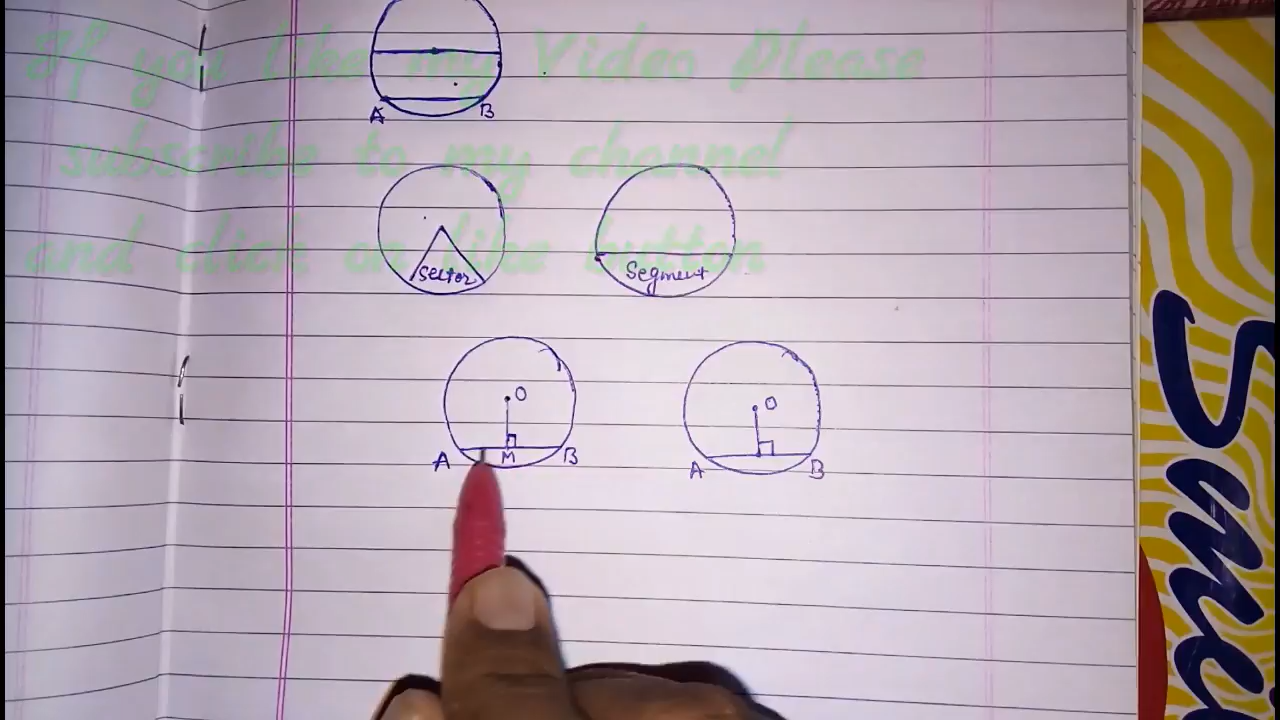 If you like my Video Please
A B
subscribe to my channel
and click on like button
Sector Segment
O O
A M B A B